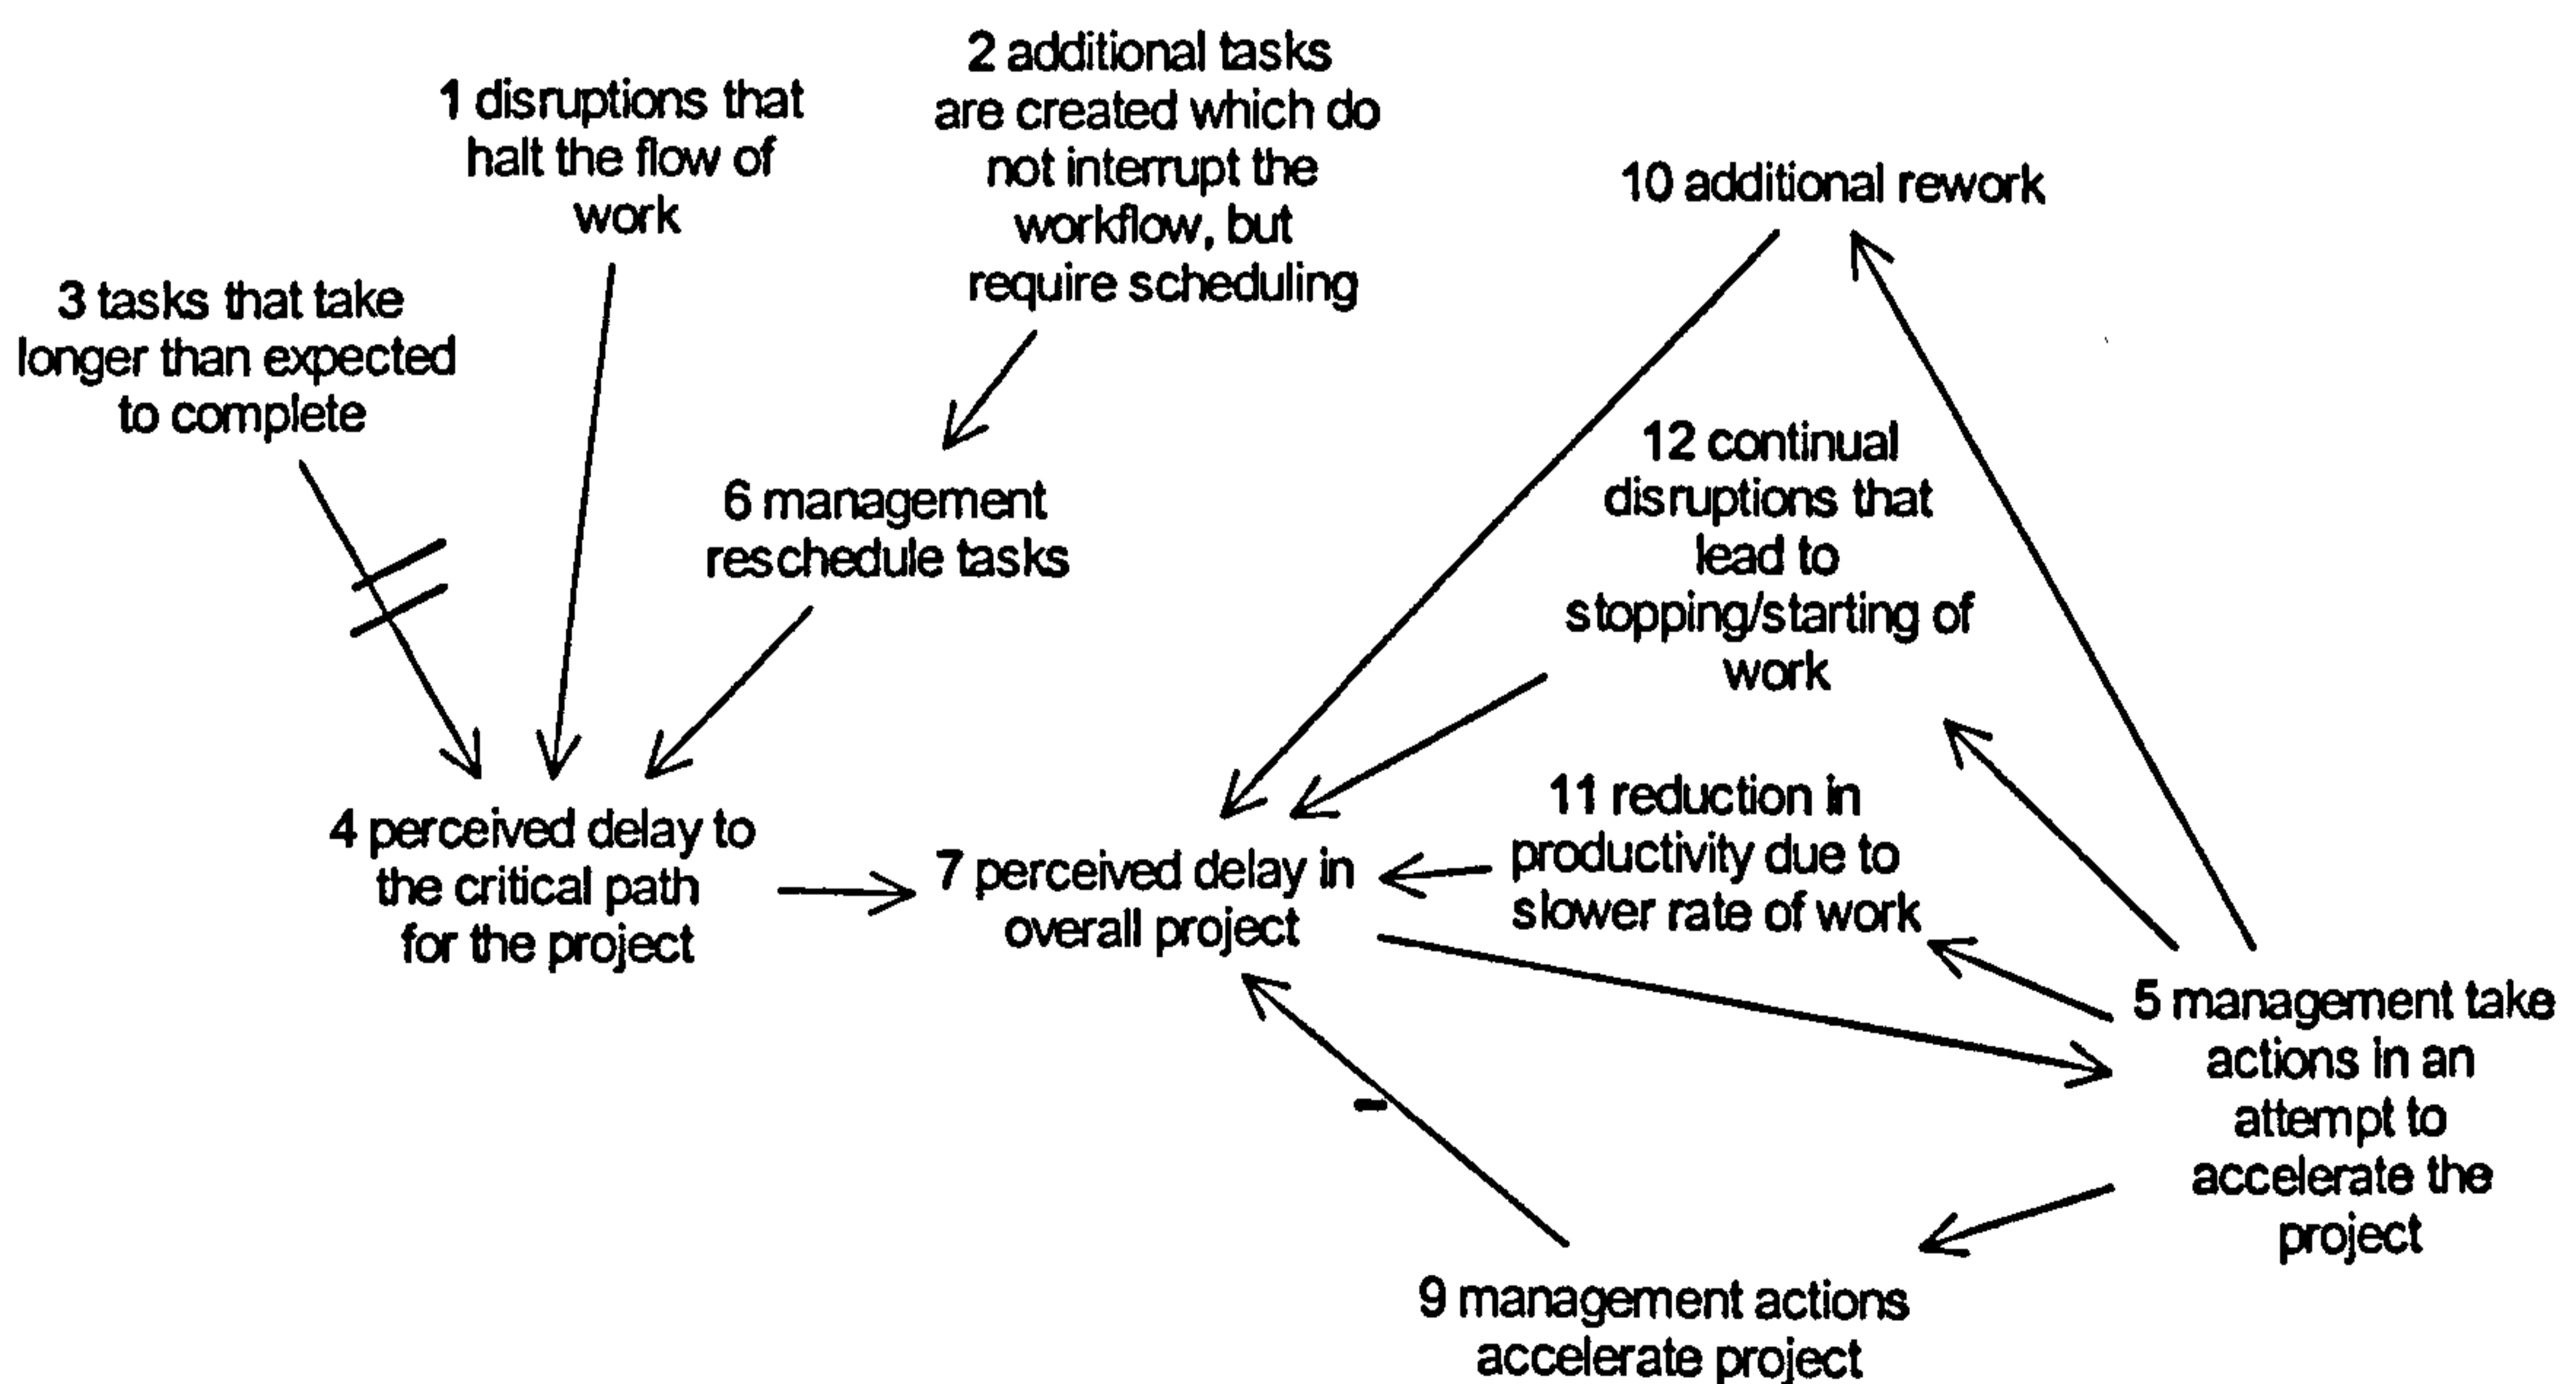 1 disruptions that
halt the flow of
work
2 additional tasks
are created which do
not interrupt the
workflow, but
require scheduling
3 tasks that take
longer than expected
to complete
10 additional rework
12 continual
disruptions that
lead to
stopping/starting of
work
6 management
reschedule tasks
4 perceived delay to
the critical path
for the project
7 perceived delay in
overall project
11 reduction in
productivity due to
slower rate of work
5 management take
actions in an
attempt to
accelerate the
project
-
9 management actions
accelerate project